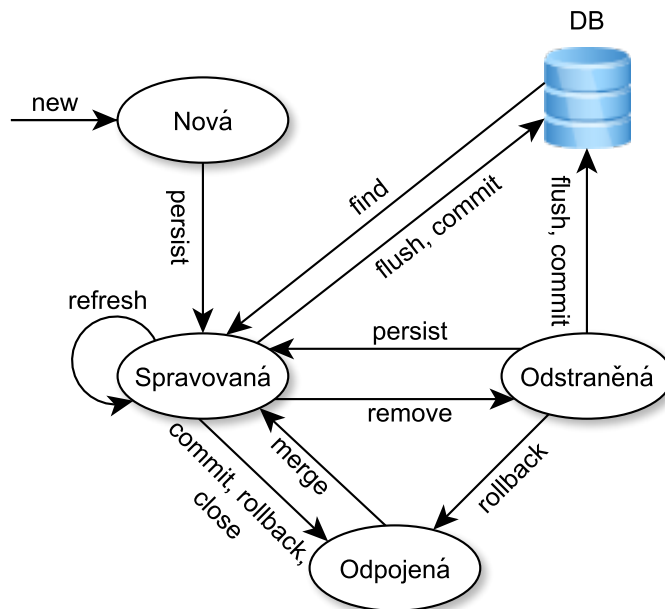 DB
new
Nová
persist
find
flush, commit
flush, commit
refresh
persist
Spravovaná
Odstraněná
remove
commit, rollback,
close
merge
rollback
Odpojená